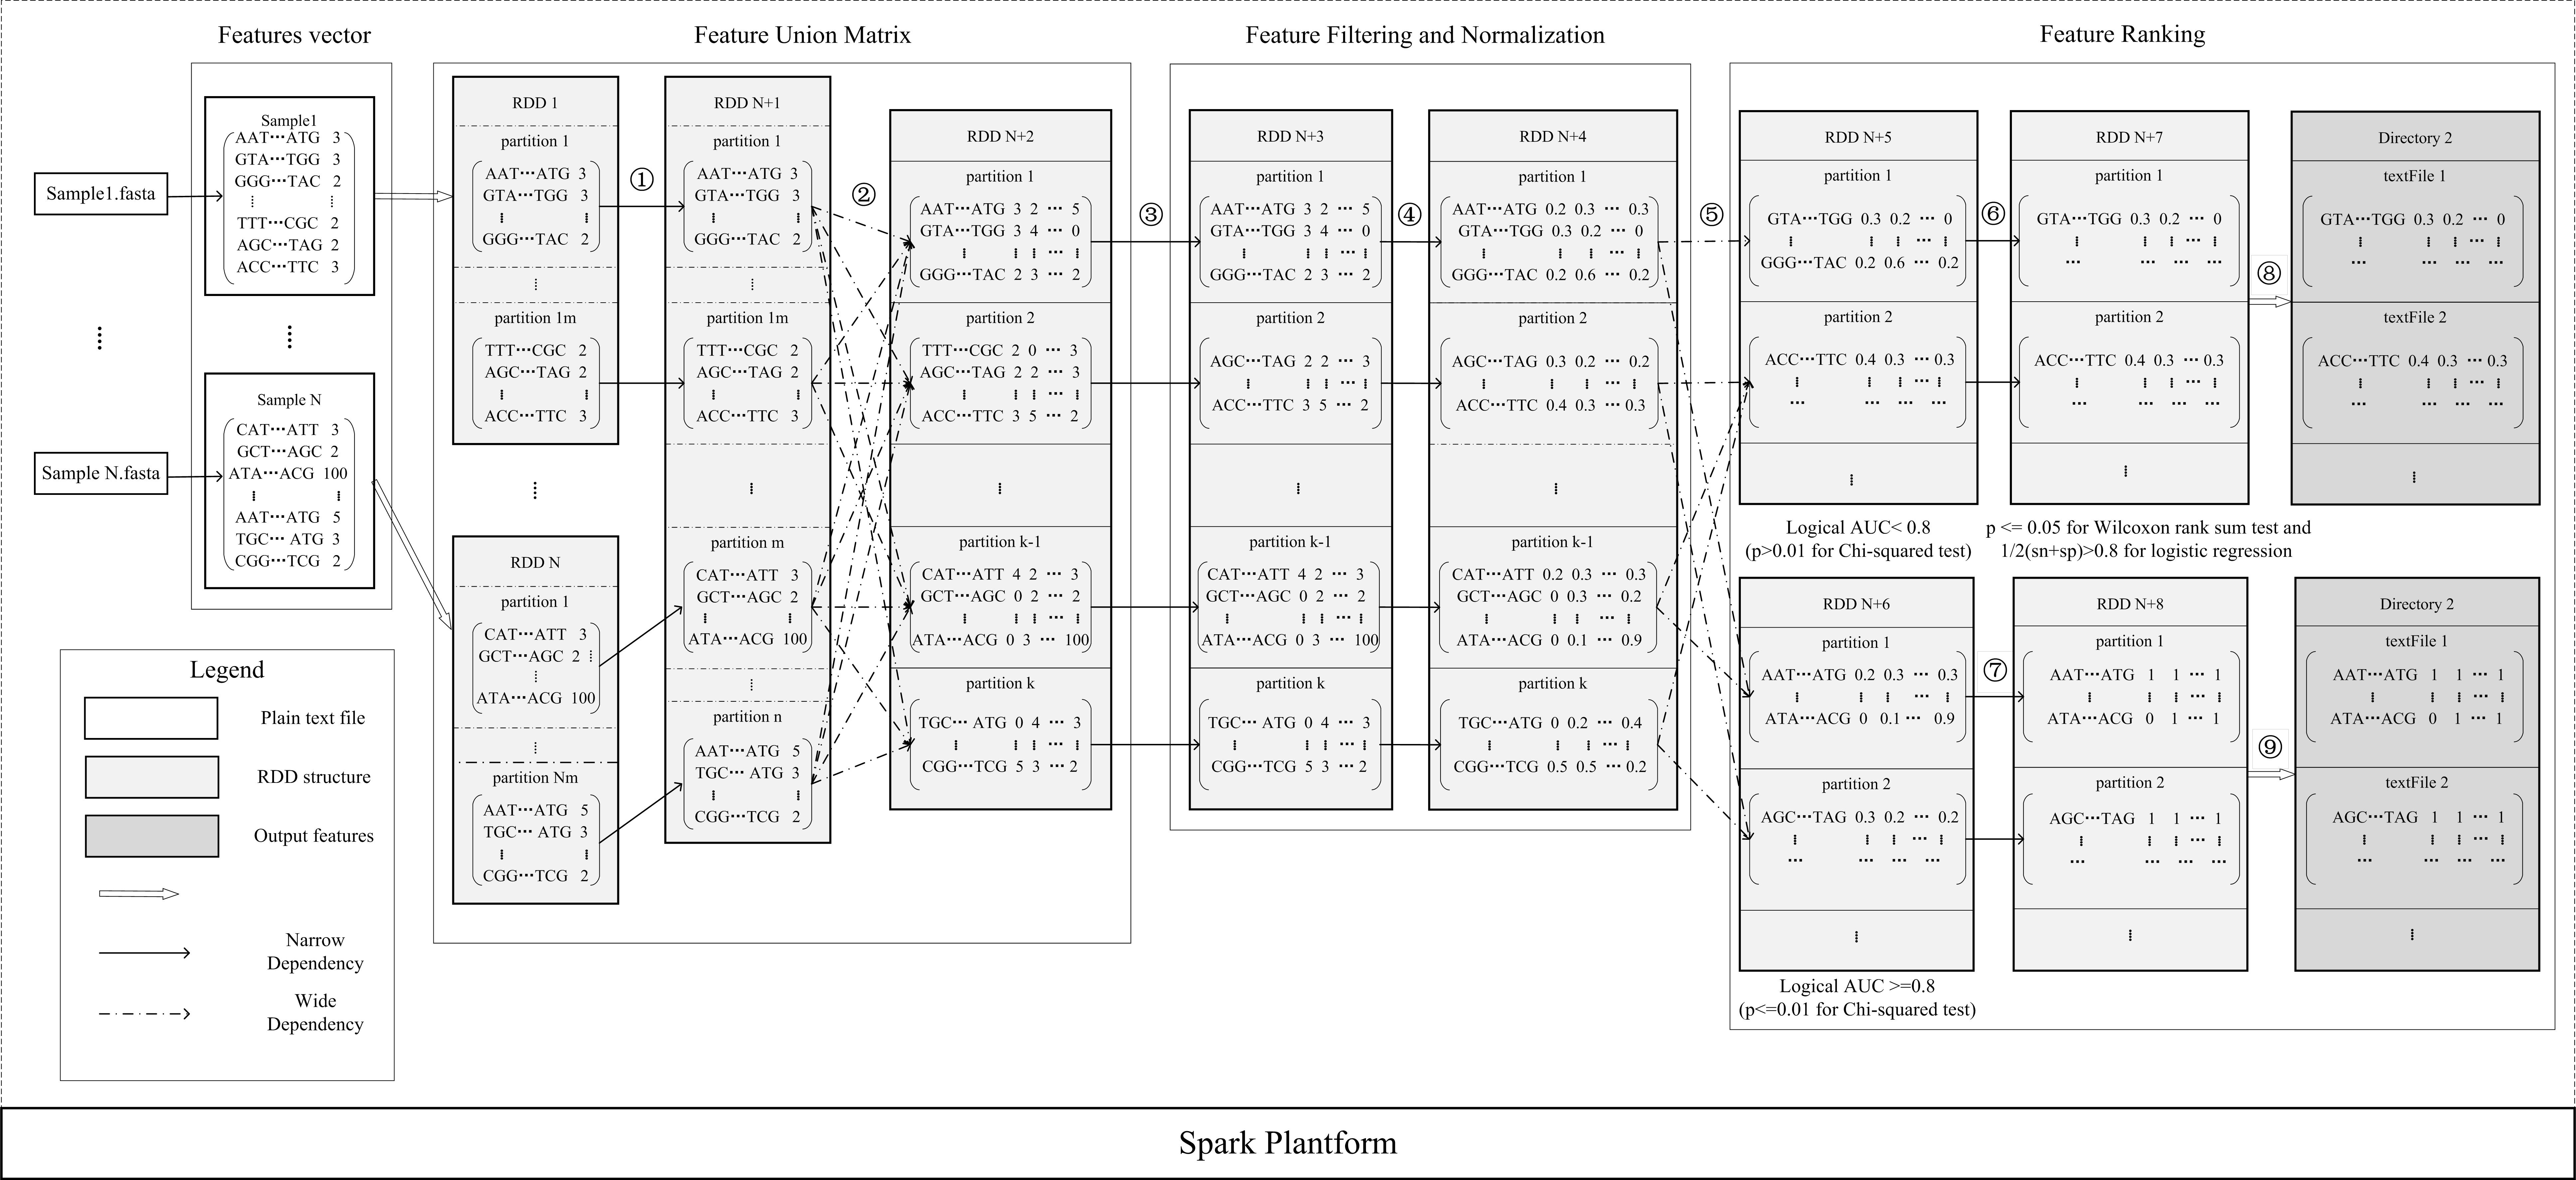 Features vector
Feature Union Matrix
Feature Filtering and Normalization
Feature Ranking
Sample1.fasta
⋮
Sample N.fasta
Sample1
AAT···ATG 3
GTA···TGG 3
GGG···TAC 2
⋮ ⋮
TTT···CGC 2
AGC···TAG 2
ACC···TTC 3
⋮
Sample N
CAT···ATT 3
GCT···AGC 2
ATA···ACG 100
⋮ ⋮
AAT···ATG 5
TGC··· ATG 3
CGG···TCG 2
RDD 1
partition 1
AAT···ATG 3
GTA···TGG 3
⋮ ⋮
GGG···TAC 2
⋮
partition 1m
TTT···CGC 2
AGC···TAG 2
⋮ ⋮
ACC···TTC 3
⋮
RDD N
partition 1
CAT···ATT 3
GCT···AGC 2 ⋮
⋮
ATA···ACG 100
⋮
partition Nm
AAT···ATG 5
TGC··· ATG 3
⋮ ⋮
CGG···TCG 2
①
RDD N+1
partition 1
AAT···ATG 3
GTA···TGG 3
⋮ ⋮
GGG···TAC 2
⋮
partition 1m
TTT···CGC 2
AGC···TAG 2
⋮ ⋮
ACC···TTC 3
⋮
partition m
CAT···ATT 3
GCT···AGC 2
⋮ ⋮
ATA···ACG 100
⋮
partition n
AAT···ATG 5
TGC··· ATG 3
⋮ ⋮
CGG···TCG 2
②
RDD N+2
partition 1
AAT···ATG 3 2 ··· 5
GTA···TGG 3 4 ··· 0
⋮ ⋮ ⋮ ··· ⋮
GGG···TAC 2 3 ··· 2
partition 2
TTT···CGC 2 0 ··· 3
AGC···TAG 2 2 ··· 3
⋮ ⋮ ⋮ ··· ⋮
ACC···TTC 3 5 ··· 2
⋮
partition k-1
CAT···ATT 4 2 ··· 3
GCT···AGC 0 2 ··· 2
⋮ ⋮ ⋮ ··· ⋮
ATA···ACG 0 3 ··· 100
partition k
TGC··· ATG 0 4 ··· 3
⋮ ⋮ ⋮ ··· ⋮
CGG···TCG 5 3 ··· 2
③
RDD N+3
partition 1
AAT···ATG 3 2 ··· 5
GTA···TGG 3 4 ··· 0
⋮ ⋮ ⋮ ··· ⋮
GGG···TAC 2 3 ··· 2
partition 2
AGC···TAG 2 2 ··· 3
⋮ ⋮ ⋮ ··· ⋮
ACC···TTC 3 5 ··· 2
⋮
partition k-1
CAT···ATT 4 2 ··· 3
GCT···AGC 0 2 ··· 2
⋮ ⋮ ⋮ ··· ⋮
ATA···ACG 0 3 ··· 100
partition k
TGC··· ATG 0 4 ··· 3
⋮ ⋮ ⋮ ··· ⋮
CGG···TCG 5 3 ··· 2
④
RDD N+4
partition 1
AAT···ATG 0.2 0.3 ··· 0.3
GTA···TGG 0.3 0.2 ··· 0
⋮ ⋮ ⋮ ··· ⋮
GGG···TAC 0.2 0.6 ··· 0.2
partition 2
AGC···TAG 0.3 0.2 ··· 0.2
⋮ ⋮ ⋮ ··· ⋮
ACC···TTC 0.4 0.3 ··· 0.3
⋮
partition k-1
CAT···ATT 0.2 0.3 ··· 0.3
GCT···AGC 0 0.3 ··· 0.2
⋮ ⋮ ⋮ ··· ⋮
ATA···ACG 0 0.1 ··· 0.9
partition k
TGC···ATG 0 0.2 ··· 0.4
⋮ ⋮ ⋮ ··· ⋮
CGG···TCG 0.5 0.5 ··· 0.2
⑤
RDD N+5
partition 1
GTA···TGG 0.3 0.2 ··· 0
⋮ ⋮ ⋮ ··· ⋮
GGG···TAC 0.2 0.6 ··· 0.2
partition 2
ACC···TTC 0.4 0.3 ··· 0.3
⋮ ⋮ ⋮ ··· ⋮
··· ··· ··· ···
⋮
Logical AUC< 0.8
(p>0.01 for Chi-squared test)
⑥
RDD N+7
partition 1
GTA···TGG 0.3 0.2 ··· 0
⋮ ⋮ ⋮ ··· ⋮
··· ··· ··· ···
partition 2
ACC···TTC 0.4 0.3 ··· 0.3
⋮ ⋮ ⋮ ··· ⋮
··· ··· ··· ···
⋮
p <= 0.05 for Wilcoxon rank sum test and
1/2(sn+sp)>0.8 for logistic regression
⑧
Directory 2
textFile 1
GTA···TGG 0.3 0.2 ··· 0
⋮ ⋮ ⋮ ··· ⋮
··· ··· ··· ···
textFile 2
ACC···TTC 0.4 0.3 ··· 0.3
⋮ ⋮ ⋮ ··· ⋮
··· ··· ··· ···
⋮
RDD N+6
partition 1
AAT···ATG 0.2 0.3 ··· 0.3
⋮ ⋮ ⋮ ··· ⋮
ATA···ACG 0 0.1 ··· 0.9
partition 2
AGC···TAG 0.3 0.2 ··· 0.2
⋮ ⋮ ⋮ ··· ⋮
··· ··· ··· ···
⋮
Logical AUC >=0.8
(p<=0.01 for Chi-squared test)
⑦
RDD N+8
partition 1
AAT···ATG 1 1 ··· 1
⋮ ⋮ ⋮ ··· ⋮
ATA···ACG 0 1 ··· 1
partition 2
AGC···TAG 1 1 ··· 1
⋮ ⋮ ⋮ ··· ⋮
··· ··· ··· ···
⋮
⑨
Directory 2
textFile 1
AAT···ATG 1 1 ··· 1
⋮ ⋮ ⋮ ··· ⋮
ATA···ACG 0 1 ··· 1
textFile 2
AGC···TAG 1 1 ··· 1
⋮ ⋮ ⋮ ··· ⋮
··· ··· ··· ···
⋮
Legend
Plain text file
RDD structure
Output features
Narrow
Dependency
Wide
Dependency
Spark Plantform